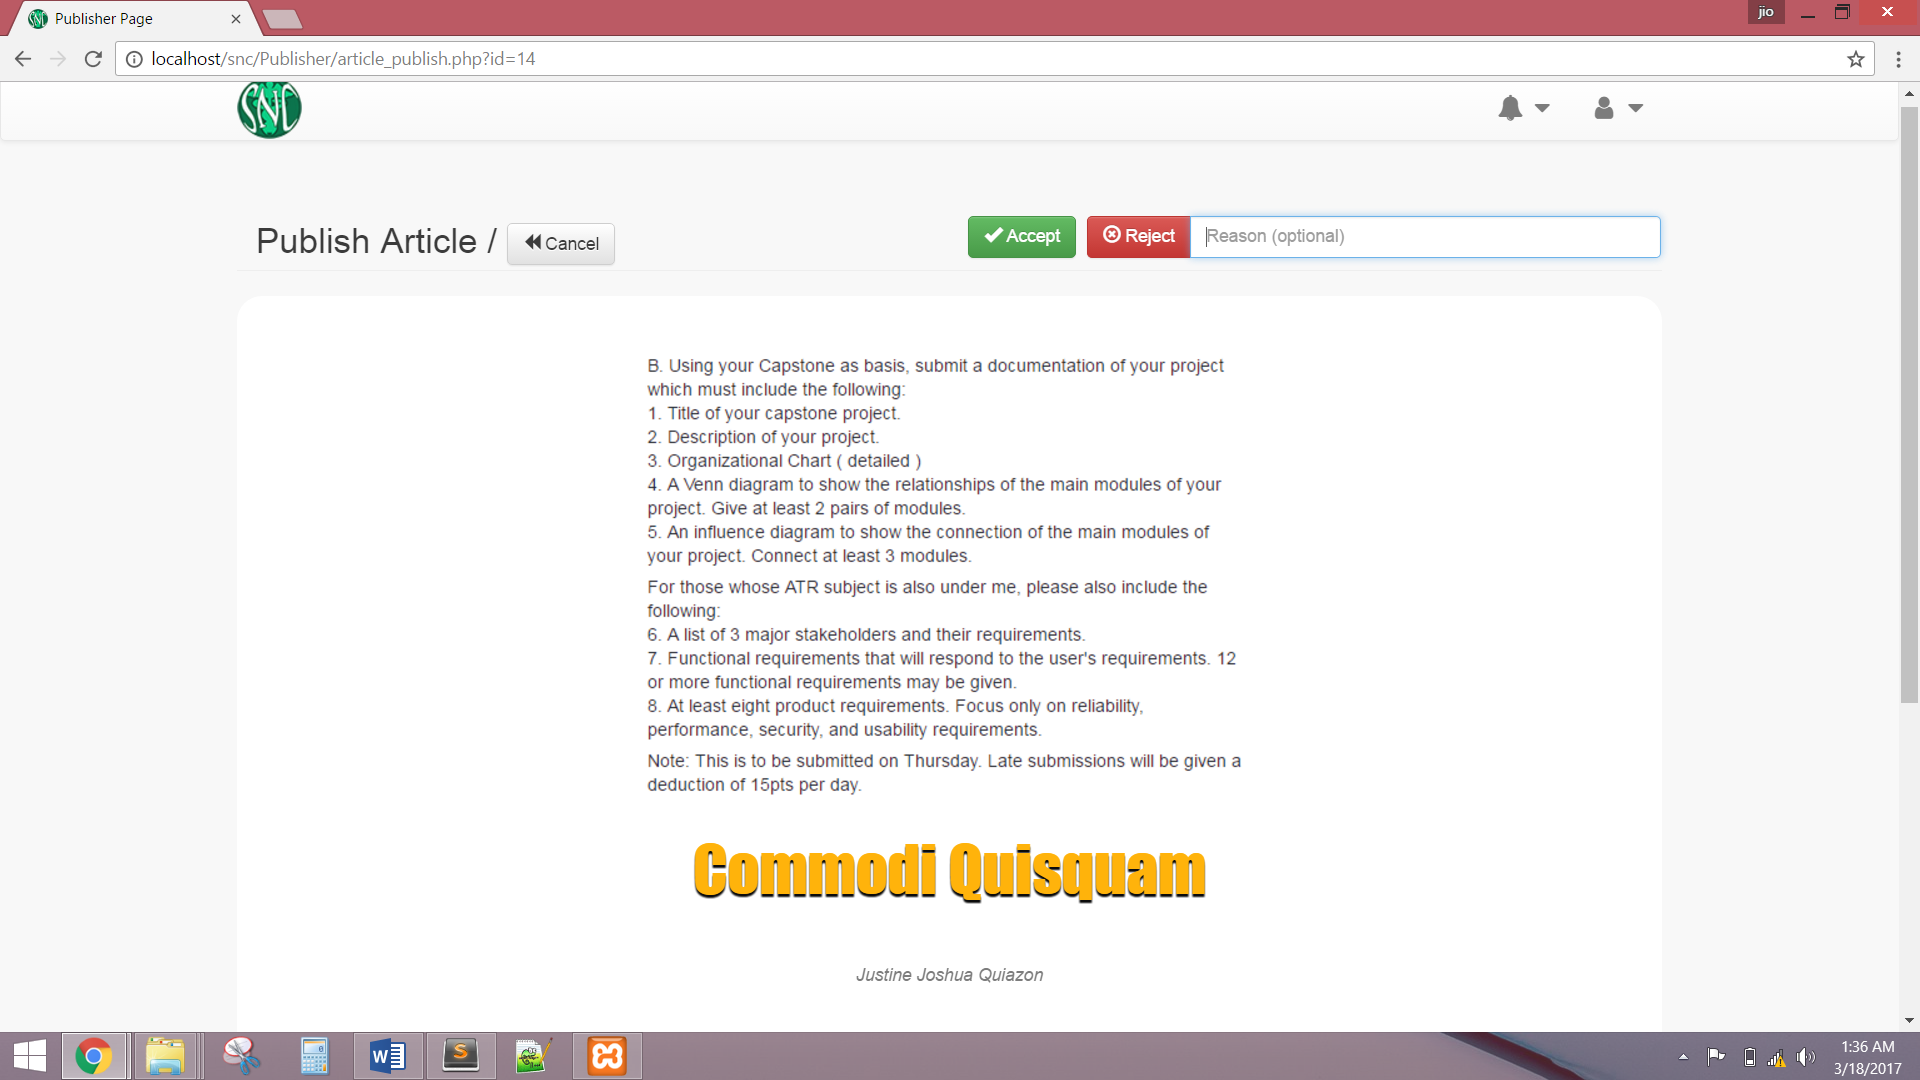 Publisher Page
jio
localhost/snc/Publisher/article_publish.php?id=14
SNC
Publish Article /
Cancel
Accept
Reject
Reason (optional)
B. Using your Capstone as basis, submit a documentation of your project
which must include the following:
1. Title of your capstone project.
2. Description of your project.
3. Organizational Chart ( detailed )
4. A Venn diagram to show the relationships of the main modules of your
project. Give at least 2 pairs of modules.
5. An influence diagram to show the connection of the main modules of
your project. Connect at least 3 modules.
For those whose ATR subject is also under me, please also include the
following:
6. A list of 3 major stakeholders and their requirements.
7. Functional requirements that will respond to the user's requirements. 12
or more functional requirements may be given.
8. At least eight product requirements. Focus only on reliability,
performance, security, and usability requirements.
Note: This is to be submitted on Thursday. Late submissions will be given a
deduction of 15pts per day.
Commodi Quisquam
Justine Joshua Quiazon
1:36 AM
3/18/2017